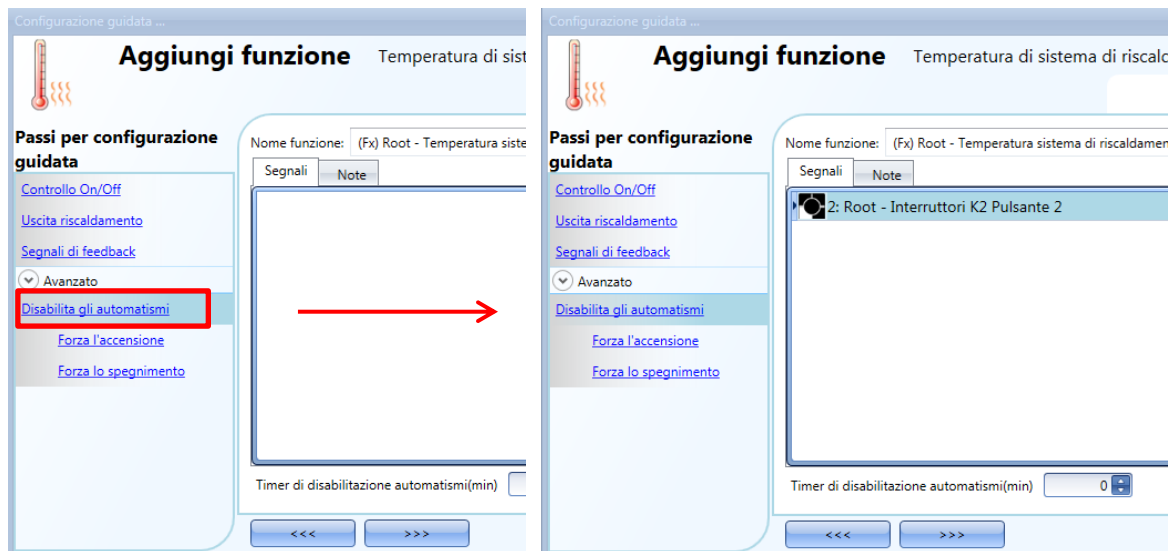 Configurazione guidata ...
Aggiungi funzione Temperatura di sist
Passi per configurazione
guidata
Controllo On/Off
Uscita riscaldamento
Segnali di feedback
Avanzato
Disabilita gli automatismi
Forza l'accensione
Forza lo spegnimento
Nome funzione: (Fx) Root - Temperatura siste
Segnali Note
Timer di disabilitazione automatismi(min)
<<< >>>
Configurazione guidata ...
Aggiungi funzione Temperatura di sistema di riscald
Passi per configurazione
guidata
Controllo On/Off
Uscita riscaldamento
Segnali di feedback
Avanzato
Disabilita gli automatismi
Forza l'accensione
Forza lo spegnimento
Nome funzione: (Fx) Root - Temperatura sistema di riscaldamen
Segnali Note
2: Root - Interruttori K2 Pulsante 2
Timer di disabilitazione automatismi(min) 0
<<< >>>